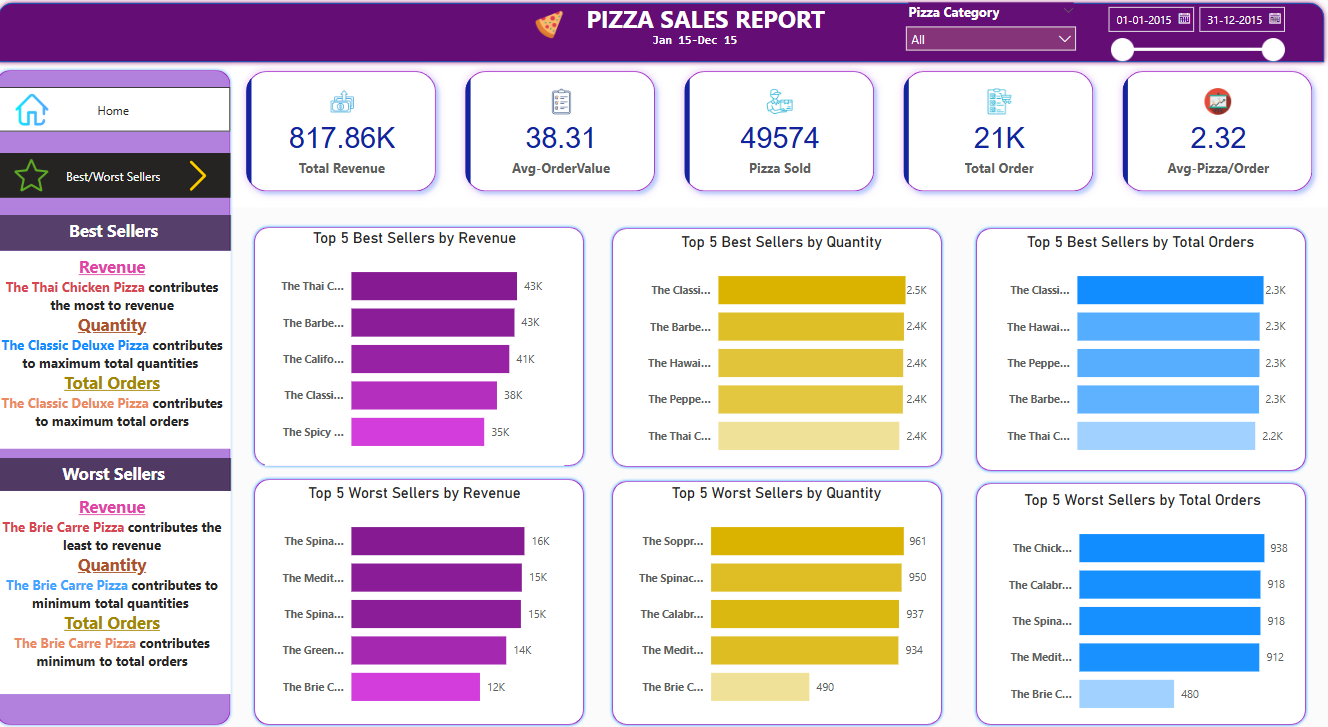 PIZZA SALES REPORT
Jan 15-Dec 15
Pizza Category
All
01-01-2015
31-12-2015
Home
Best/Worst Sellers
817.86K
Total Revenue
38.31
Avg-OrderValue
49574
Pizza Sold
21K
Total Order
2.32
Avg-Pizza/Order
Best Sellers
Revenue
The Thai Chicken Pizza contributes
the most to revenue
Quantity
The Classic Deluxe Pizza contributes
to maximum total quantities
Total Orders
The Classic Deluxe Pizza contributes
to maximum total orders
Worst Sellers
Revenue
The Brie Carre Pizza contributes the
least to revenue
Quantity
The Brie Carre Pizza contributes to
minimum total quantities
Total Orders
The Brie Carre Pizza contributes
minimum to total orders
Top 5 Best Sellers by Revenue
The Thai C... 43K
The Barbe... 43K
The Califo... 41K
The Classi... 38K
The Spicy ... 35K
Top 5 Best Sellers by Quantity
The Classi... 2.5K
The Barbe... 2.4K
The Hawai... 2.4K
The Peppe... 2.4K
The Thai C... 2.4K
Top 5 Best Sellers by Total Orders
The Classi... 2.3K
The Hawai... 2.3K
The Peppe... 2.3K
The Barbe... 2.3K
The Thai C... 2.2K
Top 5 Worst Sellers by Revenue
The Spina... 16K
The Medit... 15K
The Spina... 15K
The Green... 14K
The Brie C... 12K
Top 5 Worst Sellers by Quantity
The Soppr... 961
The Spinac... 950
The Calabr... 937
The Medit... 934
The Brie C... 490
Top 5 Worst Sellers by Total Orders
The Chick... 938
The Calabr... 918
The Spina... 918
The Medit... 912
The Brie C... 480